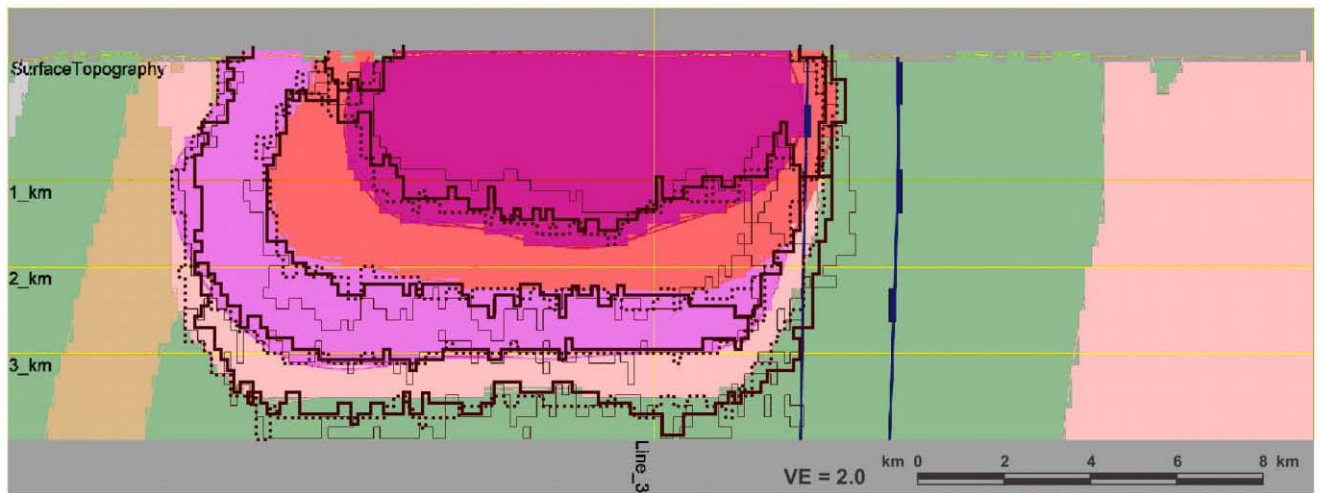 SurfaceTopography
1_km
2_km
3_km
Line_3
VE = 2.0
km 0 2 4 6 8 km